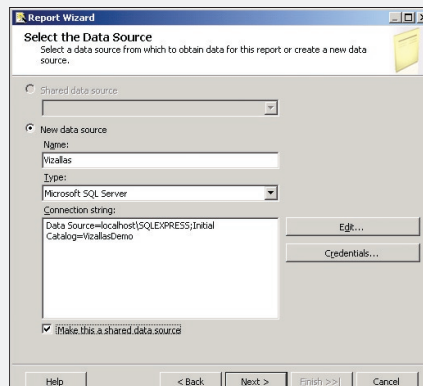 Report Wizard
Select the Data Source
Select a data source from which to obtain data for this report or create a new data
source.
Shared data source
New data source
Name:
Vizallas
Type:
Microsoft SQL Server
Connection string:
Data Source=localhost\SQLEXPRESS;Initial
Catalog=VizallasDemo
Edit...
Credentials...
Make this a shared data source
Help
< Back
Next >
Finish >>|
Cancel